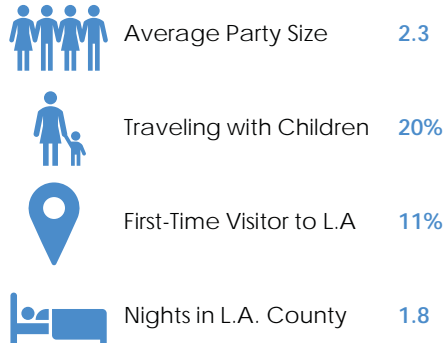 Average Party Size 2.3
Traveling with Children 20%
First-Time Visitor to L.A 11%
Nights in L.A. County 1.8